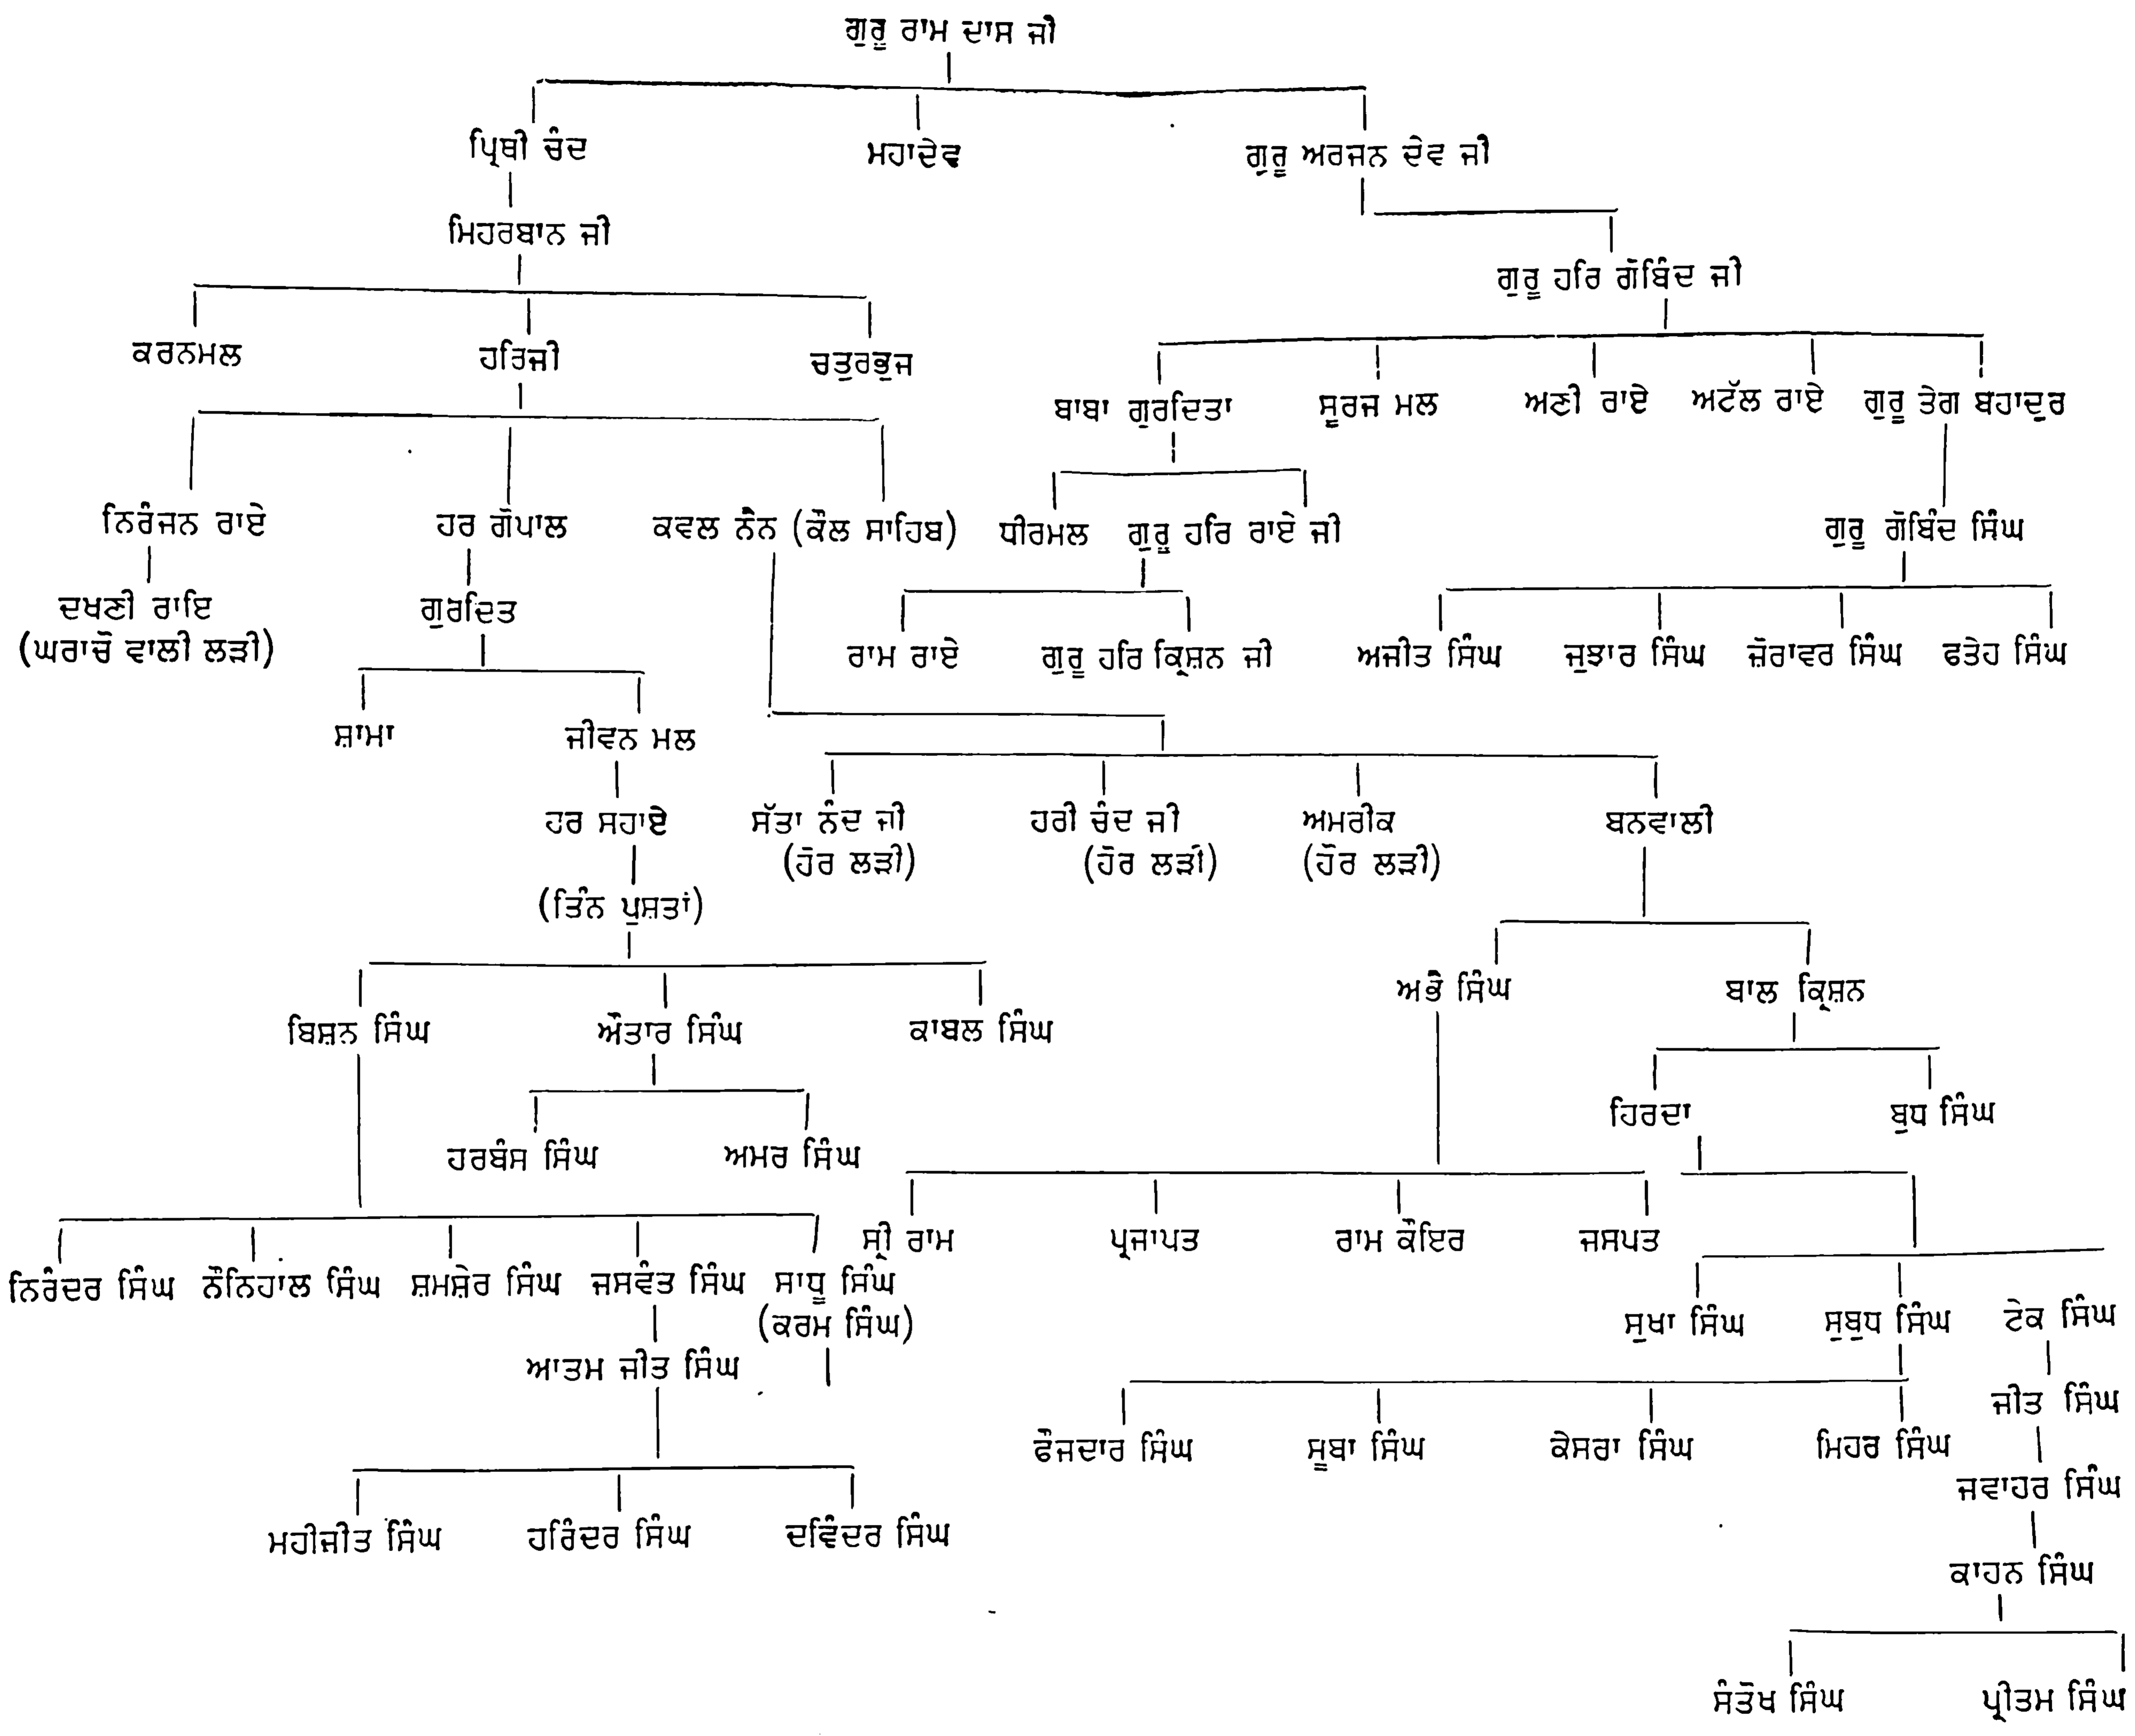 ਗੁਰੂ ਰਾਮ ਦਾਸ ਜੀ
ਪ੍ਰਿਥੀ ਚੰਦ
ਮਹਾਦੇਵ
ਗੁਰੂ ਅਰਜਨ ਦੇਵ ਜੀ
ਮਿਹਰਬਾਨ ਜੀ
ਗੁਰੂ ਹਰਿ ਗੋਬਿੰਦ ਜੀ
ਕਰਨਮਲ
ਹਰਿਜੀ
ਚਤੁਰਭੁਜ
ਬਾਬਾ ਗੁਰਦਿਤਾ
ਸੂਰਜ ਮਲ
ਅਣੀ ਰਾਏ
ਅਟੱਲ ਰਾਏ
ਗੁਰੂ ਤੇਗ ਬਹਾਦੁਰ
ਨਿਰੰਜਨ ਰਾਏ
ਹਰ ਗੋਪਾਲ
ਕਵਲ ਨੈਨ (ਕੌਲ ਸਾਹਿਬ)
ਧੀਰਮਲ
ਗੁਰੂ ਹਰਿ ਰਾਏ ਜੀ
ਗੁਰੂ ਗੋਬਿੰਦ ਸਿੰਘ
ਦਖਣੀ ਰਾਇ
(ਘਰਾਚੋ ਵਾਲੀ ਲੜੀ)
ਗੁਰਦਿਤ
ਰਾਮ ਰਾਏ
ਗੁਰੂ ਹਰਿ ਕ੍ਰਿਸ਼ਨ ਜੀ
ਅਜੀਤ ਸਿੰਘ
ਜੁਝਾਰ ਸਿੰਘ
ਜ਼ੋਰਾਵਰ ਸਿੰਘ
ਫਤੇਹ ਸਿੰਘ
ਸ਼ਾਮਾ
ਜੀਵਨ ਮਲ
ਹਰ ਸਹਾਏ
ਸੱਤਾ ਨੰਦ ਜੀ
(ਹੋਰ ਲੜੀ)
ਹਰੀ ਚੰਦ ਜੀ
(ਹੋਰ ਲੜੀ)
ਅਮਰੀਕ
(ਹੋਰ ਲੜੀ)
ਬਨਵਾਲੀ
(ਤਿੰਨ ਪੁਸ਼ਤਾਂ)
ਅਭੈ ਸਿੰਘ
ਬਾਲ ਕ੍ਰਿਸ਼ਨ
ਬਿਸ਼ਨ ਸਿੰਘ
ਔਤਾਰ ਸਿੰਘ
ਕਾਬਲ ਸਿੰਘ
ਹਿਰਦਾ
ਬੁਧ ਸਿੰਘ
ਹਰਬੰਸ ਸਿੰਘ
ਅਮਰ ਸਿੰਘ
ਸ੍ਰੀ ਰਾਮ
ਪ੍ਰਜਾਪਤ
ਰਾਮ ਕੌਇਰ
ਜਸਪਤ
ਨਿਰੰਦਰ ਸਿੰਘ
ਨੌਨਿਹਾਲ ਸਿੰਘ
ਸ਼ਮਸ਼ੇਰ ਸਿੰਘ
ਜਸਵੰਤ ਸਿੰਘ
ਸਾਧੂ ਸਿੰਘ
(ਕਰਮ ਸਿੰਘ)
ਸੁਖਾ ਸਿੰਘ
ਸੁਬੁਧ ਸਿੰਘ
ਟੇਕ ਸਿੰਘ
ਆਤਮ ਜੀਤ ਸਿੰਘ
ਜੀਤ ਸਿੰਘ
ਫੌਜਦਾਰ ਸਿੰਘ
ਸੂਬਾ ਸਿੰਘ
ਕੇਸਰਾ ਸਿੰਘ
ਮਿਹਰ ਸਿੰਘ
ਜਵਾਹਰ ਸਿੰਘ
ਮਹੀਜੀਤ ਸਿੰਘ
ਹਰਿੰਦਰ ਸਿੰਘ
ਦਵਿੰਦਰ ਸਿੰਘ
ਕਾਹਨ ਸਿੰਘ
ਸੰਤੋਖ ਸਿੰਘ
ਪ੍ਰੀਤਮ ਸਿੰਘ